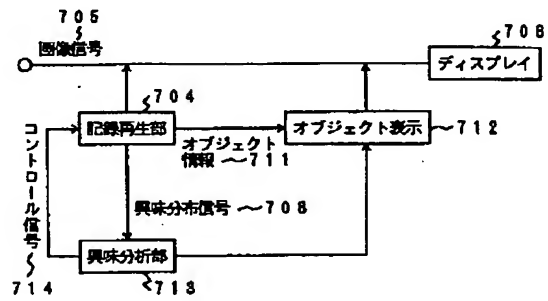 705
画像信号
706
ディスプレイ
704
記録再生部
オブジェクト表示
712
オブジェクト
情報
711
コントロール信号
714
興味分布信号
708
興味分析部
713